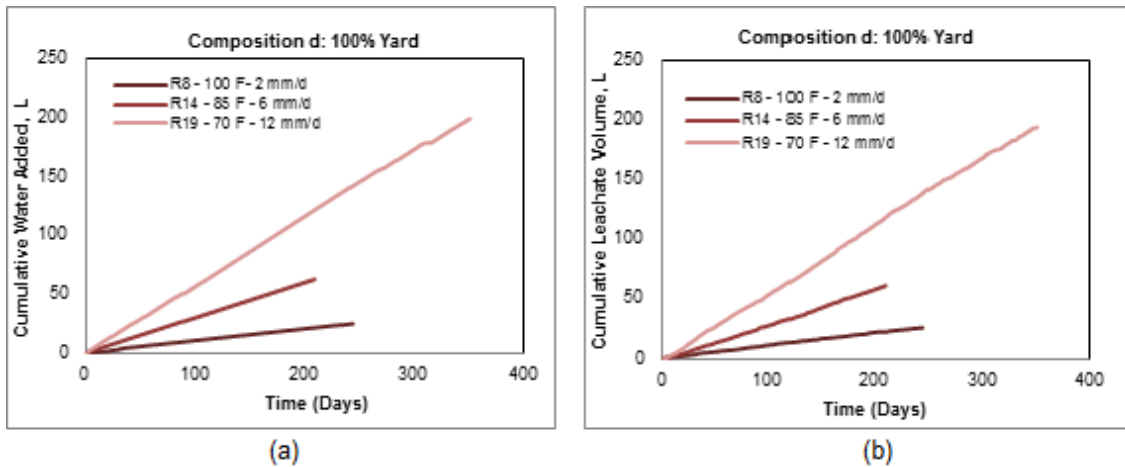 Composition d: 100% Yard
250
200
150
100
50
0
Cumulative Water Added, L
R8 - 100 F - 2 mm/d
R14 - 85 F - 6 mm/d
R19 - 70 F - 12 mm/d
0 100 200 300 400
Time (Days)
(a)
Composition d: 100% Yard
250
200
150
100
50
0
Cumulative Leachate Volume, L
R8 - 100 F - 2 mm/d
R14 - 85 F - 6 mm/d
R19 - 70 F - 12 mm/d
0 100 200 300 400
Time (Days)
(b)